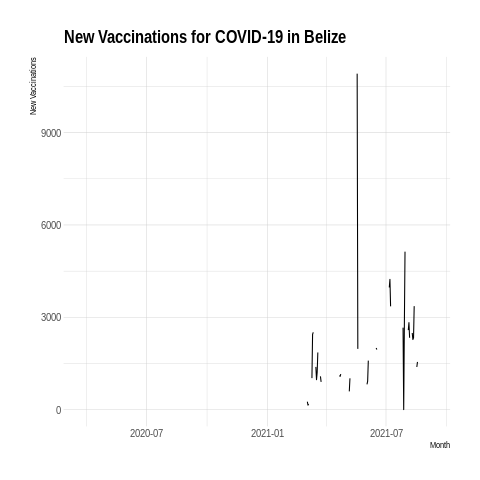 New Vaccinations for COVID-19 in Belize
New Vaccinations
9000
6000
3000
0
2020-07
2021-01
2021-07
Month